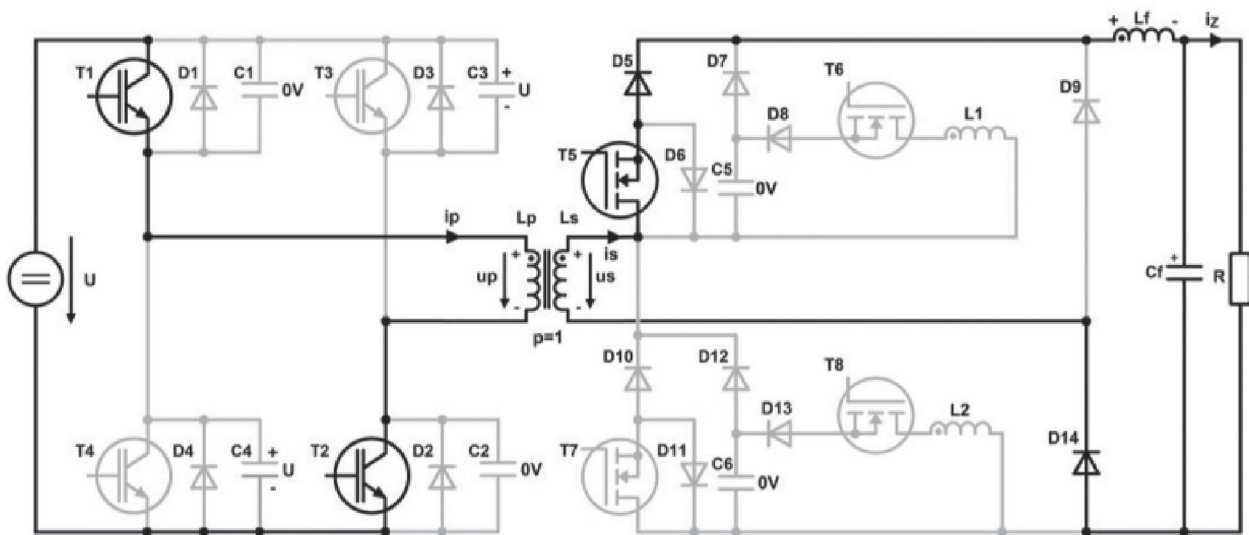 + Lf - iz
T1 D1 C1 0V T3 D3 C3 + U -
D5 D7 T6 D9
D8 L1
T5 D6 C5 0V
ip Lp Ls is
U up + - + - us
p=1
Cf + R
D10 D12 T8
D13 L2
T4 D4 C4 + U - T2 D2 C2 0V
T7 D11 C6 0V D14